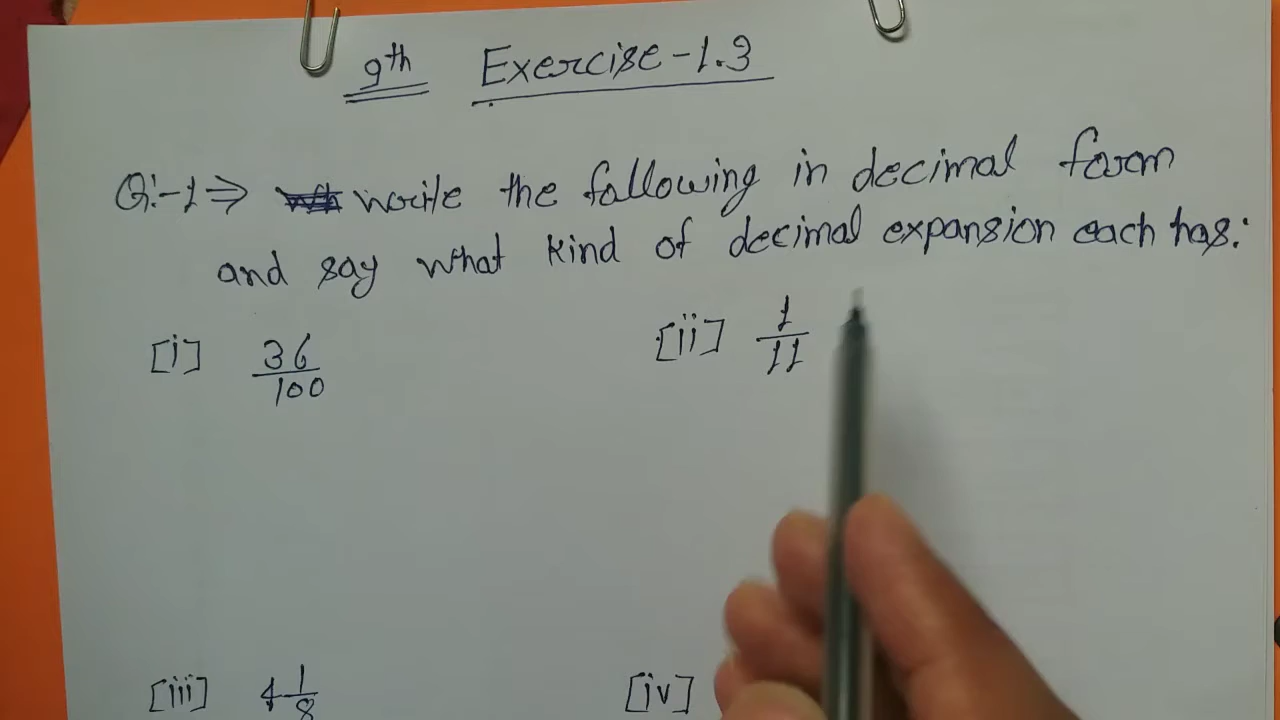 9th Exercise-1.3
Q:-1⇒ write the following in decimal form
and say what kind of decimal expansion each has:
[i] 36/100 [ii] 1/11
[iii] 4 1/8 [iv]